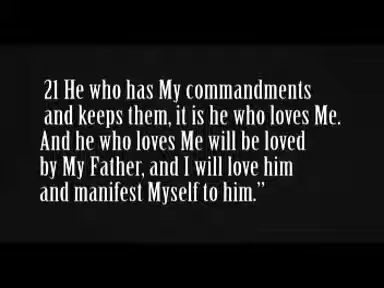 21 He who has My commandments
and keeps them, it is he who loves Me.
And he who loves Me will be loved
by My Father, and I will love him
and manifest Myself to him.”